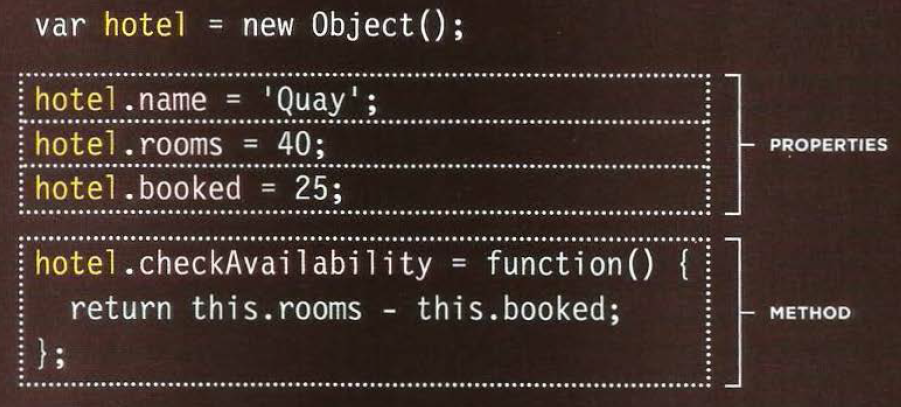 var hotel = new Object();
hotel.name = 'Quay';
hotel.rooms = 40;
hotel.booked = 25;
PROPERTIES
hotel.checkAvailability = function() {
return this.rooms - this.booked;
};
METHOD